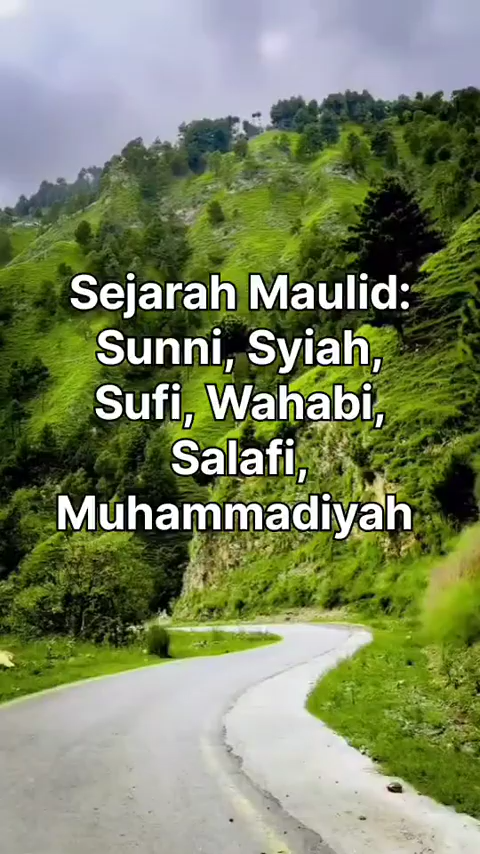 Sejarah Maulid:
Sunni, Syiah,
Sufi, Wahabi,
Salafi,
Muhammadiyah